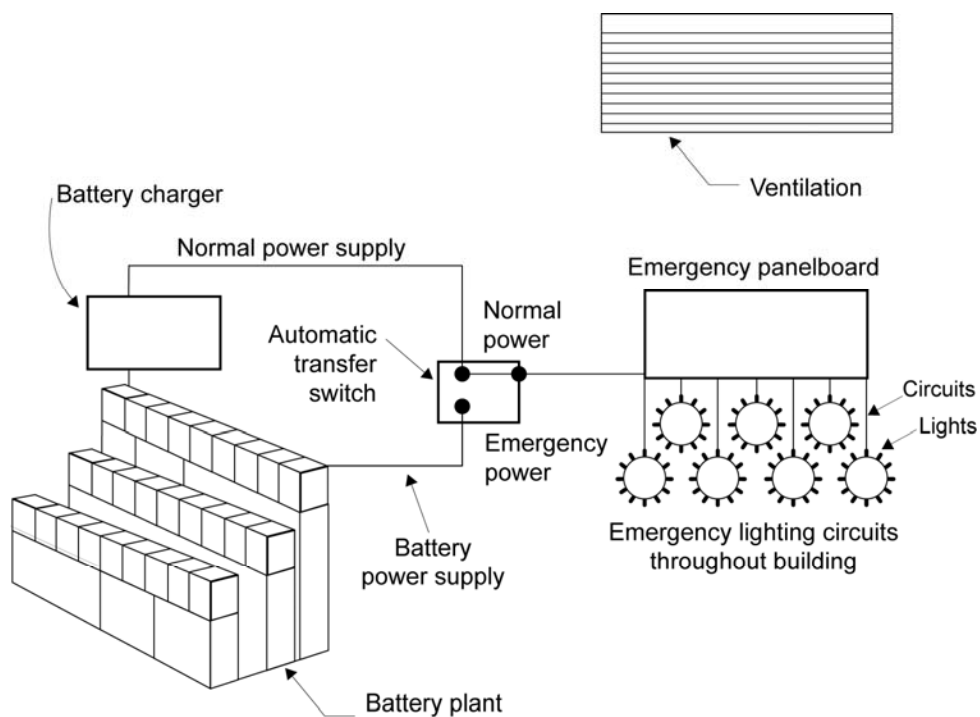 Ventilation
Battery charger
Normal power supply
Emergency panelboard
Normal
power
Automatic
transfer
switch
Circuits
Lights
Emergency
power
Emergency lighting circuits
throughout building
Battery
power supply
Battery plant